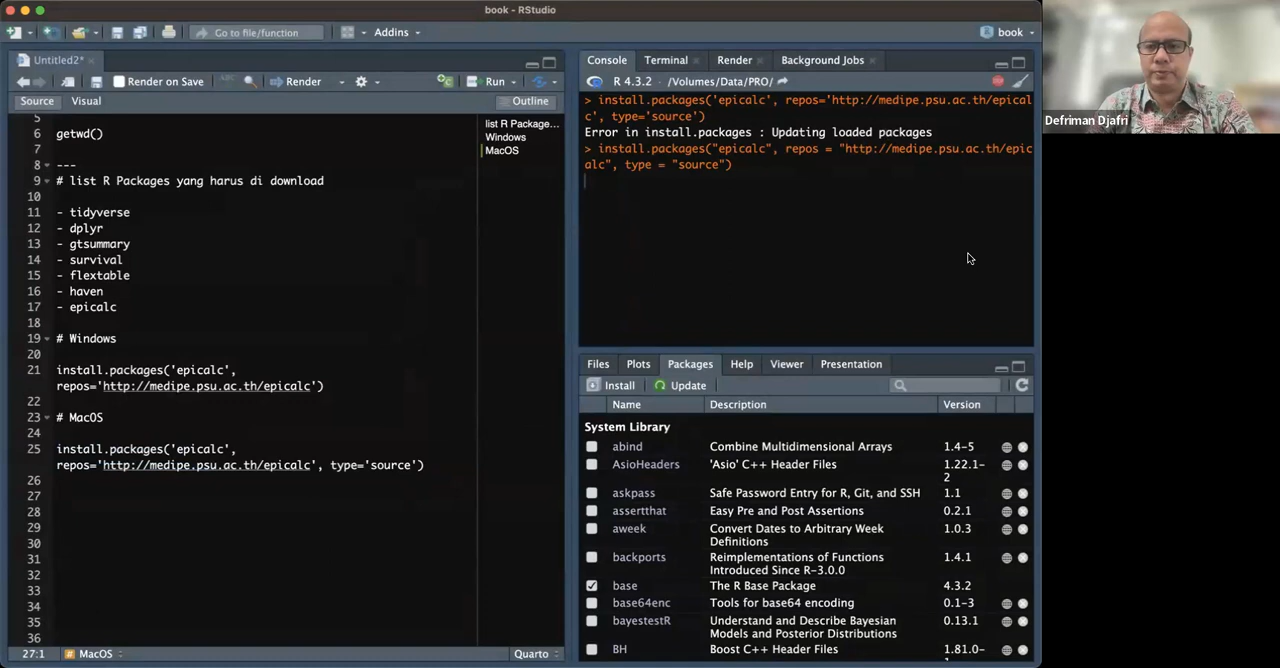 book - RStudio
Go to file/function
Addins
book
Untitled2*
Render on Save
ABC
Render
Run
Source
Visual
Outline
5
6 getwd()
7
8 ---
9 # list R Packages yang harus di download
10
11 - tidyverse
12 - dplyr
13 - gtsummary
14 - survival
15 - flextable
16 - haven
17 - epicalc
18
19 # Windows
20
21 install.packages('epicalc',
repos='http://medipe.psu.ac.th/epicalc')
22
23 # MacOS
24
25 install.packages('epicalc',
repos='http://medipe.psu.ac.th/epicalc', type='source')
26
27
28
29
30
31
32
33
34
35
36
list R Package...
Windows
MacOS
27:1
# MacOS
Quarto
Console
Terminal
Render
Background Jobs
R 4.3.2 · /Volumes/Data/PRO/
> install.packages('epicalc', repos='http://medipe.psu.ac.th/epical
c', type='source')
Error in install.packages : Updating loaded packages
> install.packages("epicalc", repos = "http://medipe.psu.ac.th/epic
alc", type = "source")
Files
Plots
Packages
Help
Viewer
Presentation
Install
Update
Name Description Version
System Library
abind Combine Multidimensional Arrays 1.4-5
AsioHeaders 'Asio' C++ Header Files 1.22.1-
2
askpass Safe Password Entry for R, Git, and SSH 1.1
assertthat Easy Pre and Post Assertions 0.2.1
aweek Convert Dates to Arbitrary Week 1.0.3
Definitions
backports Reimplementations of Functions 1.4.1
Introduced Since R-3.0.0
base The R Base Package 4.3.2
base64enc Tools for base64 encoding 0.1-3
bayestestR Understand and Describe Bayesian 0.13.1
Models and Posterior Distributions
BH Boost C++ Header Files 1.81.0-
Defriman Djafri